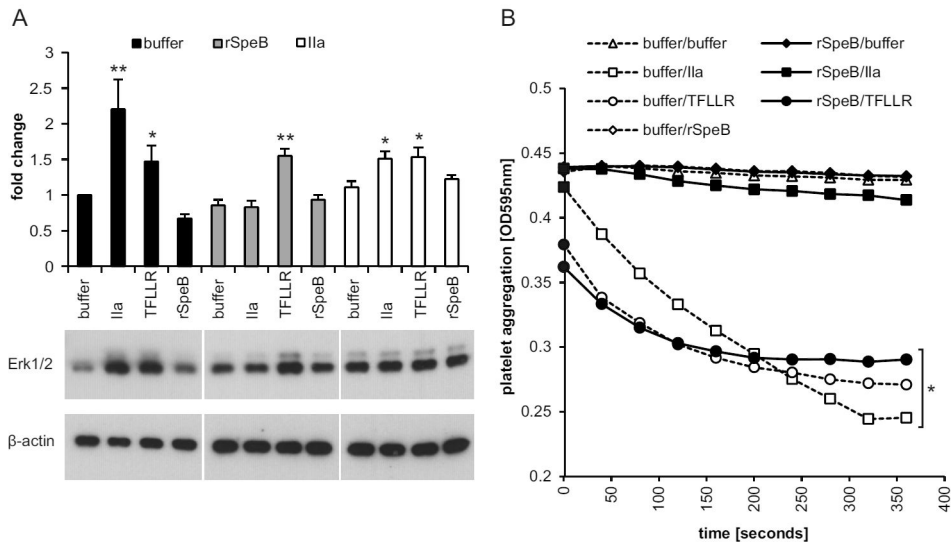 A
buffer rSpeB IIa
3
2.5
2
1.5
1
0.5
0
fold change
** * ** * *
buffer IIa TFLLR rSpeB buffer IIa TFLLR rSpeB buffer IIa TFLLR rSpeB
Erk1/2
β-actin
B
buffer/buffer rSpeB/buffer
buffer/IIa rSpeB/IIa
buffer/TFLLR rSpeB/TFLLR
buffer/rSpeB
0.5
0.45
0.4
0.35
0.3
0.25
0.2
platelet aggregation [OD595nm]
*
0 50 100 150 200 250 300 350 400
time [seconds]